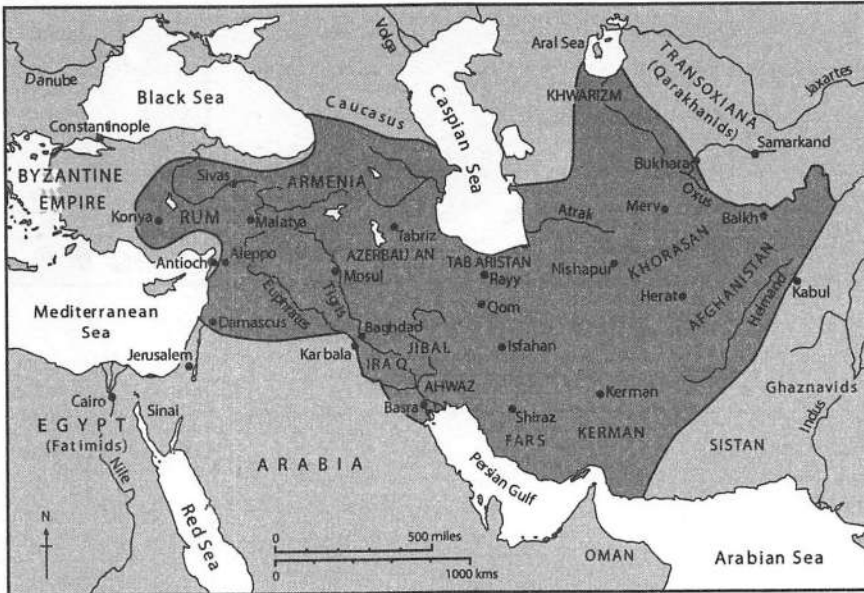 Danube
Volga
Aral Sea
TRANSOXIANA
(Qarakhanids)
Jaxartes
Black Sea
Caucasus
Caspian
Sea
KHWARIZM
Constantinople
Samarkand
Bukhara
BYZANTINE
EMPIRE
Sivas
ARMENIA
Oxus
Konya
RUM
Malatya
Tabriz
Atrak
Merv
Balkh
Antioch
Aleppo
AZERBAIJAN
Mosul
TABARISTAN
Rayy
Nishapur
KHORASAN
AFGHANISTAN
Mediterranean
Sea
Euphrates
Tigris
Qom
Herat
Helmand
Kabul
Damascus
Baghdad
Jerusalem
Karbala
JIBAL
IRAQ
Isfahan
Cairo
Sinai
AHWAZ
Basra
Kerman
Ghaznavids
EGYPT
(Fatimids)
Shiraz
FARS
KERMAN
SISTAN
Indus
Nile
ARABIA
Persian Gulf
Red Sea
N
0 500 miles
0 1000 kms
OMAN
Arabian Sea